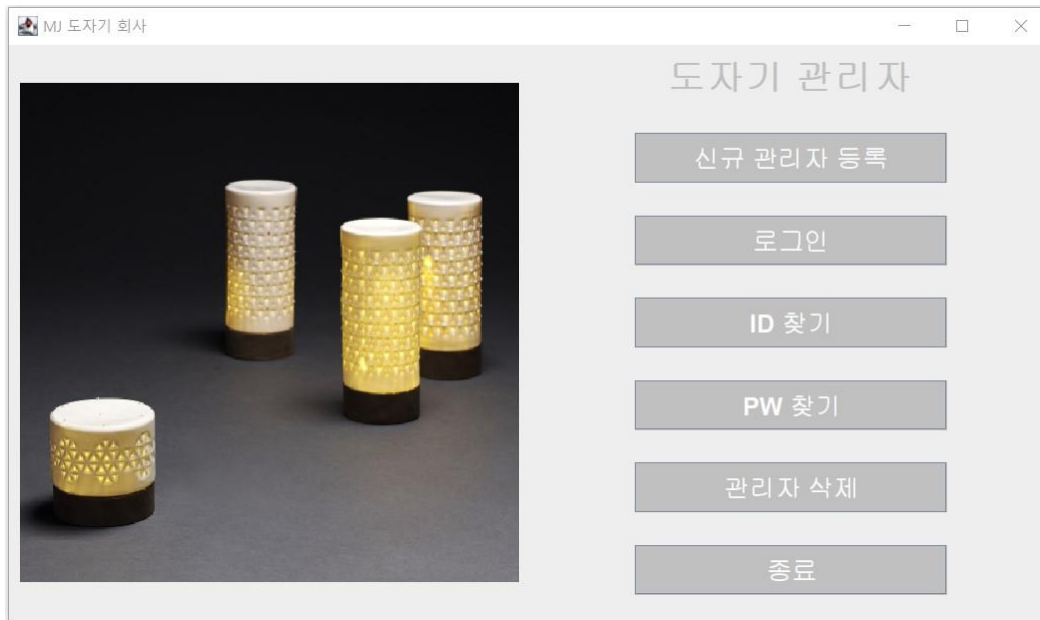 MJ 도자기 회사
도자기 관리자
신규 관리자 등록
로그인
ID 찾기
PW 찾기
관리자 삭제
종료